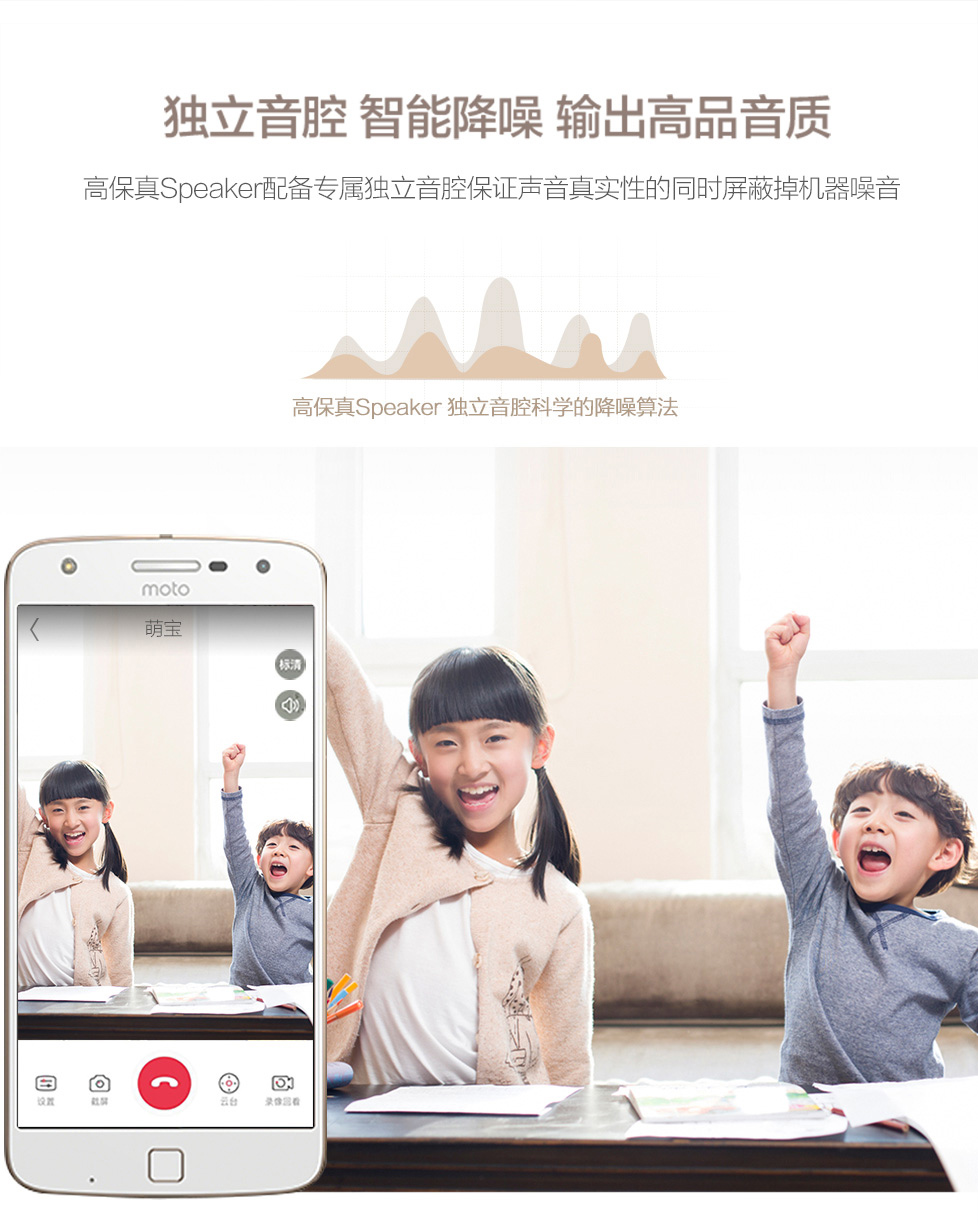 独立音腔 智能降噪 输出高品音质
高保真Speaker配备专属独立音腔保证声音真实性的同时屏蔽掉机器噪音
高保真Speaker 独立音腔科学的降噪算法
moto
萌宝
标清
设置 截屏 云台 录像回看